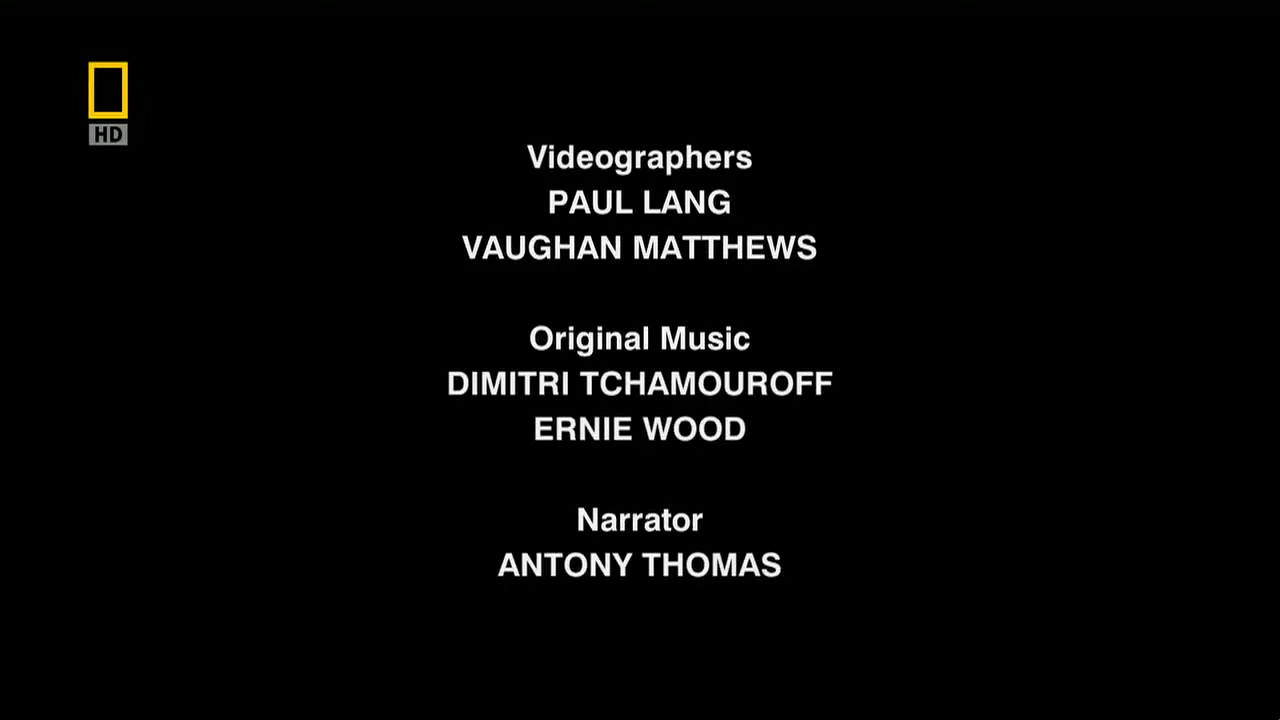 HD
Videographers
PAUL LANG
VAUGHAN MATTHEWS
Original Music
DIMITRI TCHAMOUROFF
ERNIE WOOD
Narrator
ANTONY THOMAS